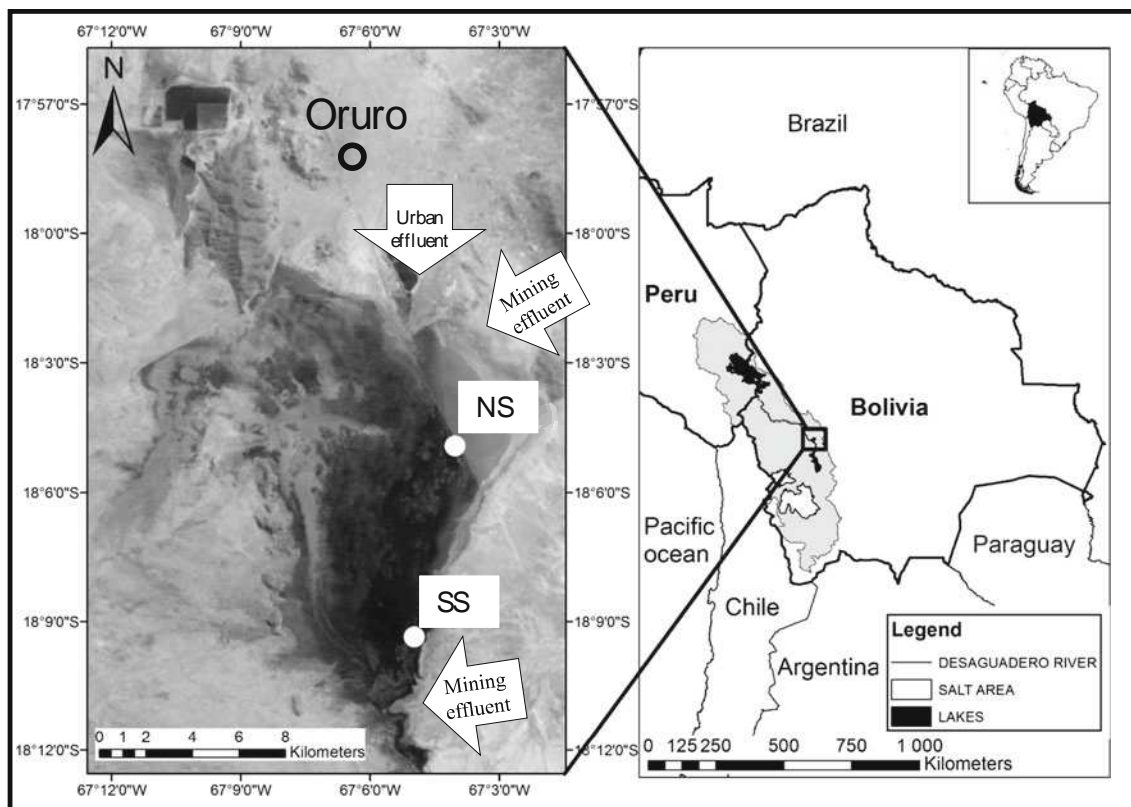 67°12'0"W 67°9'0"W 67°6'0"W 67°3'0"W
N
17°57'0"S
17°57'0"S
Oruro
Urban
effluent
18°0'0"S
18°0'0"S
Mining
effluent
18°3'0"S
18°3'0"S
NS
18°6'0"S
18°6'0"S
SS
18°9'0"S
18°9'0"S
Mining
effluent
0 1 2 4 6 8
Kilometers
18°12'0"S
18°12'0"S
67°12'0"W 67°9'0"W 67°6'0"W 67°3'0"W
Brazil
Peru
Bolivia
Pacific
ocean
Paraguay
Chile
Argentina
Legend
DESAGUADERO RIVER
SALT AREA
LAKES
0 125 250 500 750 1 000
Kilometers